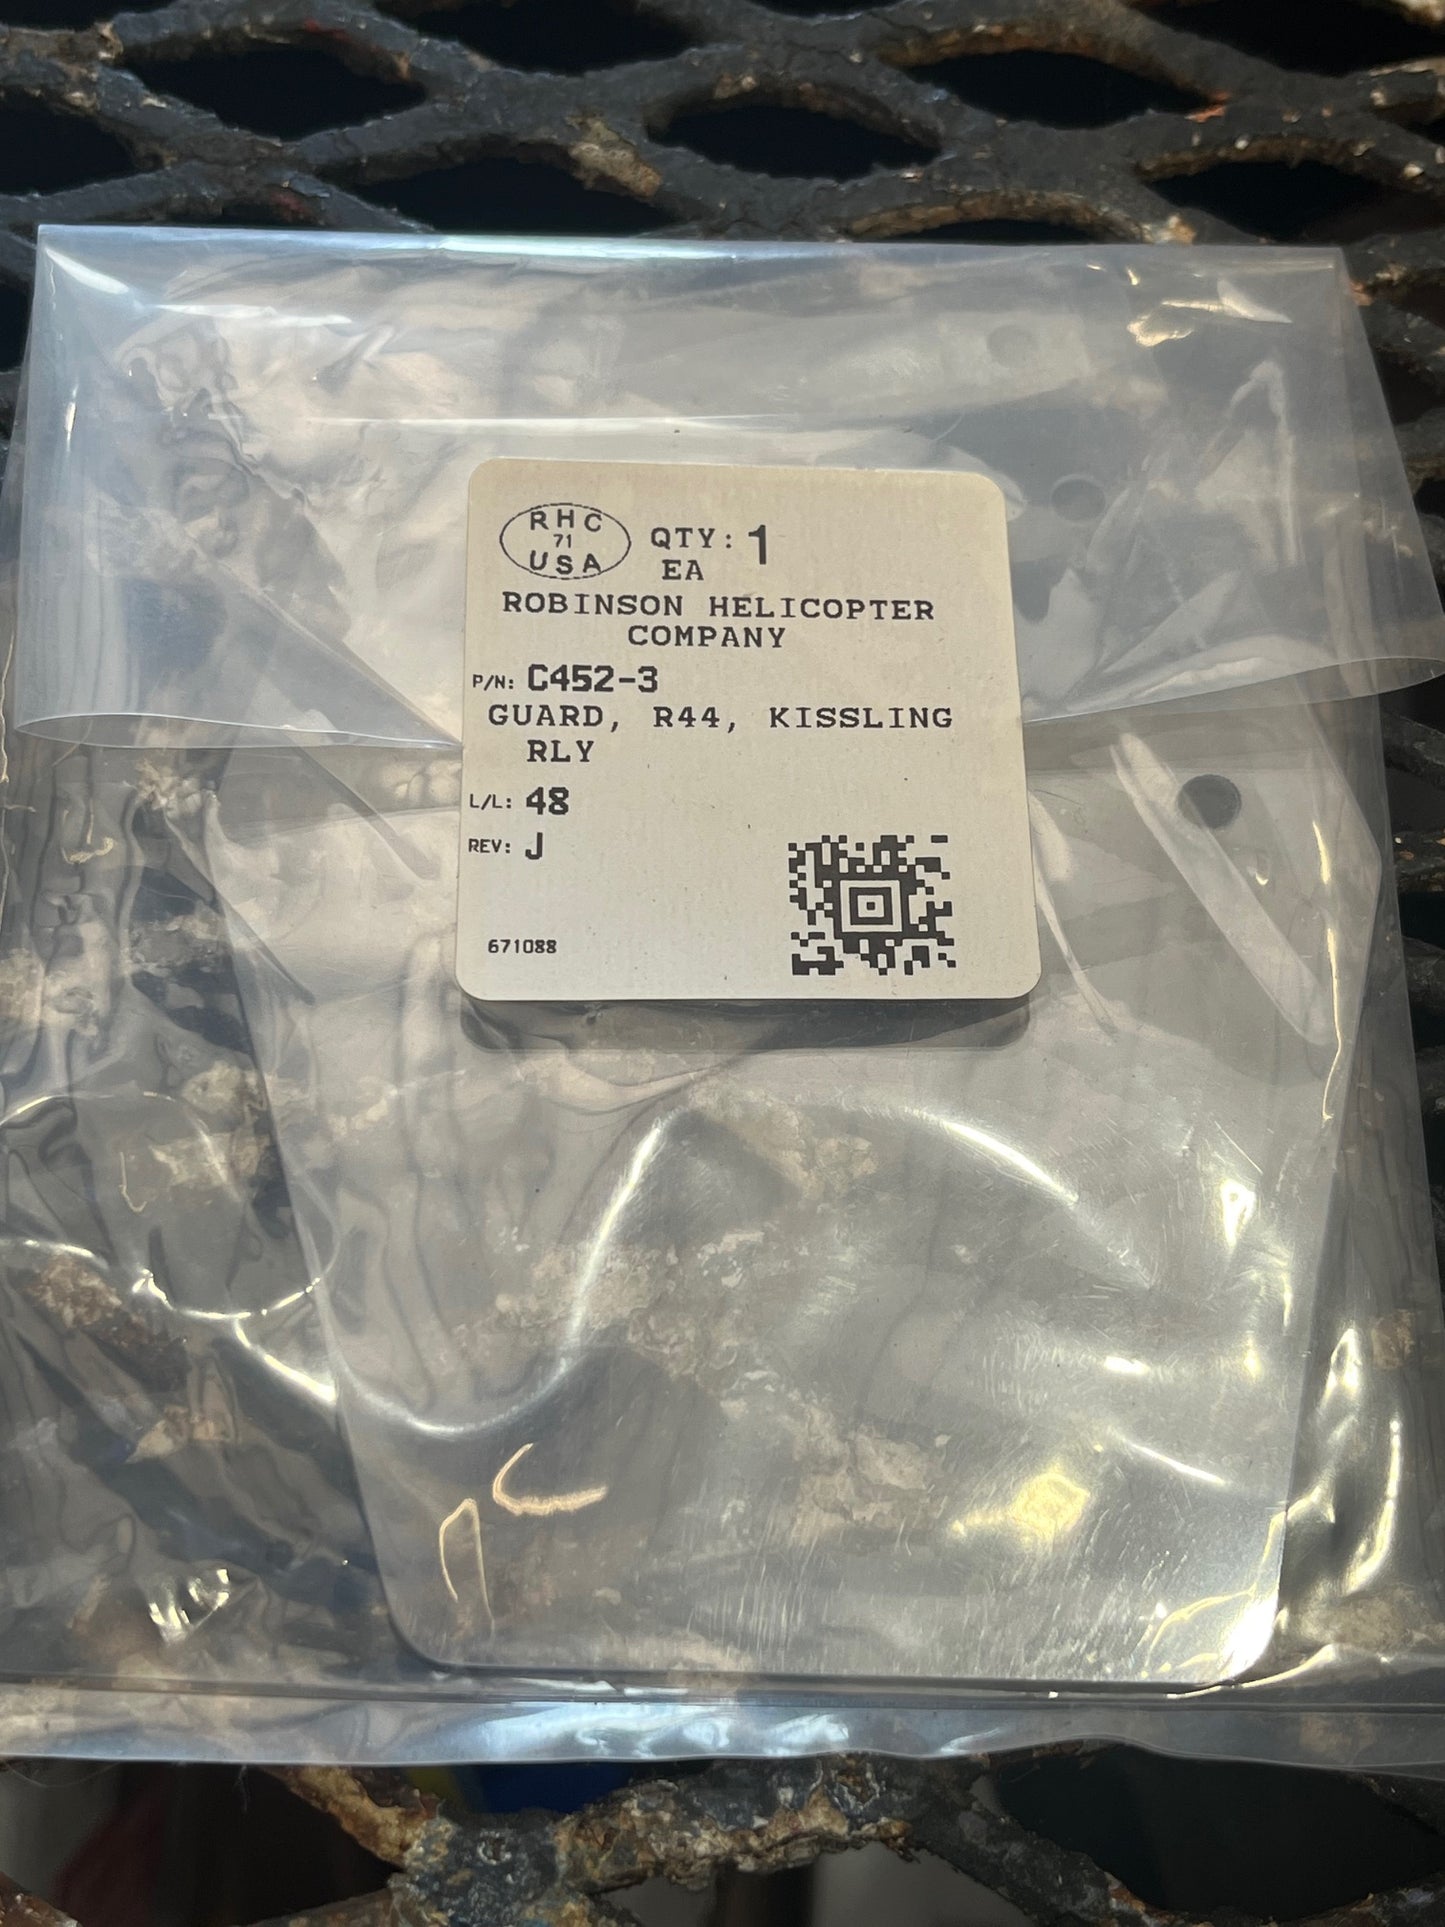 RHC
71
USA
QTY: 1
EA
ROBINSON HELICOPTER
COMPANY
P/N: C452-3
GUARD, R44, KISSLING
RLY
L/L: 48
REV: J
671088